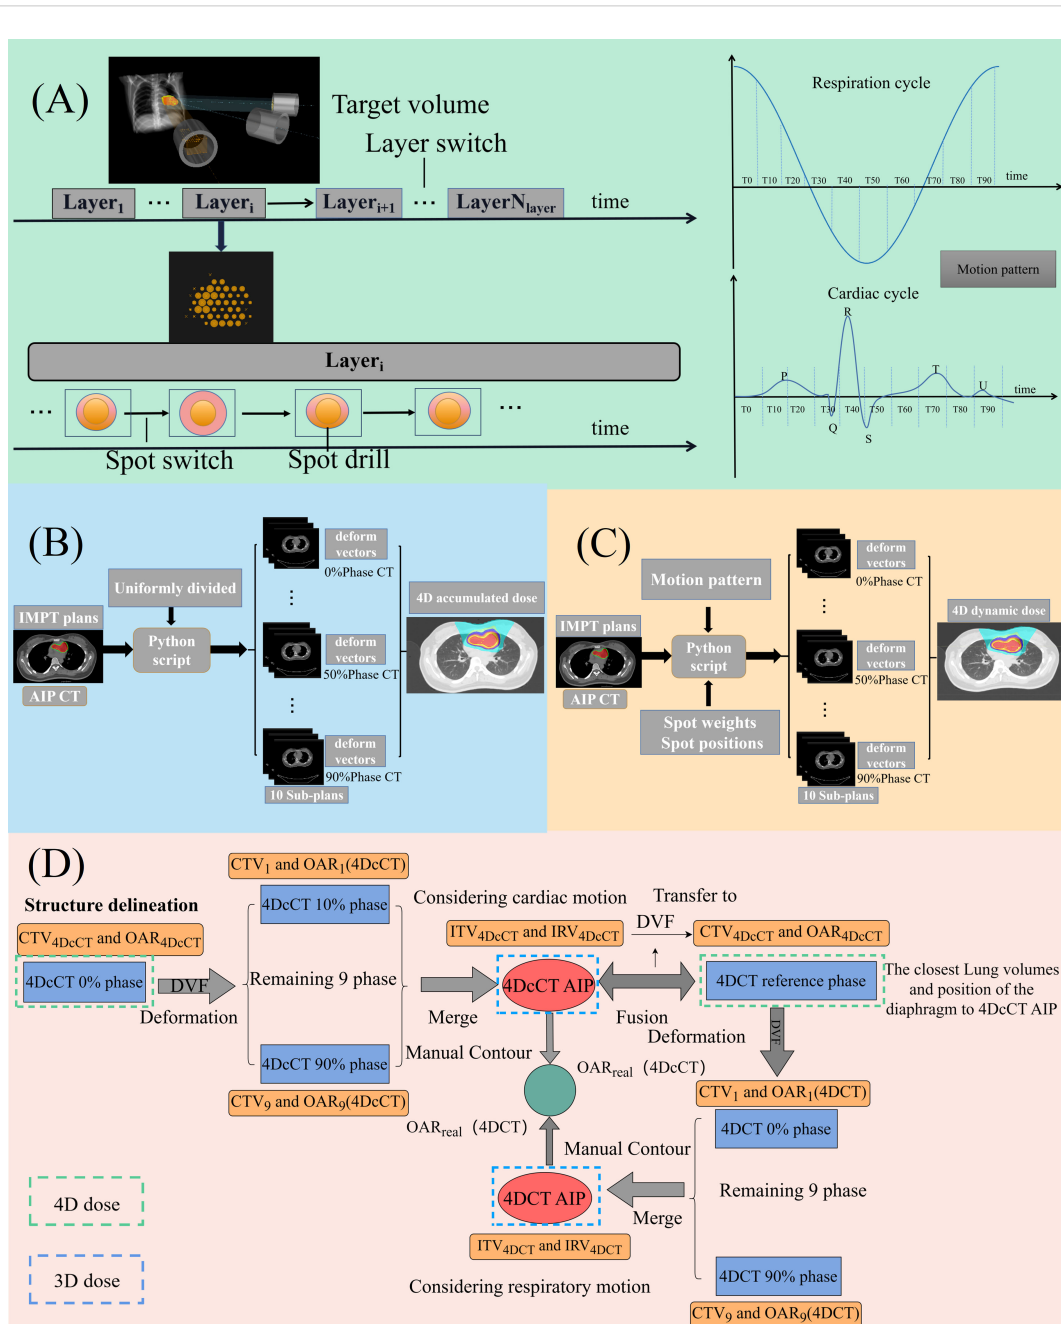 (A)
Target volume
Layer switch
Layer1 ... Layeri Layeri+1 ... LayerNlayer time
Layeri
... ...
time
Spot switch Spot drill
Respiration cycle
T0 T10 T20 T30 T40 T50 T60 T70 T80 T90 time
Motion pattern
Cardiac cycle
R
P T U
time
T0 T10 T20 T30 T40 T50 T60 T70 T80 T90
Q S
(B)
Uniformly divided
IMPT plans
Python
script
AIP CT
deform
vectors
0%Phase CT
...
deform
vectors
50%Phase CT
...
deform
vectors
90%Phase CT
10 Sub-plans
4D accumulated dose
(C)
Motion pattern
IMPT plans
Python
script
AIP CT
Spot weights
Spot positions
deform
vectors
0%Phase CT
...
deform
vectors
50%Phase CT
...
deform
vectors
90%Phase CT
10 Sub-plans
4D dynamic dose
(D)
Structure delineation
CTV4DcCT and OAR4DcCT
4DcCT 0% phase
DVF
Deformation
CTV1 and OAR1(4DcCT)
4DcCT 10% phase
Remaining 9 phase
4DcCT 90% phase
CTV9 and OAR9(4DcCT)
Merge
Considering cardiac motion
ITV4DcCT and IRV4DcCT
4DcCT AIP
Manual Contour
Transfer to
DVF
Fusion
CTV4DcCT and OAR4DcCT
4DCT reference phase
The closest Lung volumes
and position of the
diaphragm to 4DcCT AIP
Deformation
DVF
OARreal (4DcCT)
OARreal (4DCT)
CTV1 and OAR1(4DCT)
4DCT 0% phase
Remaining 9 phase
4DCT 90% phase
CTV9 and OAR9(4DCT)
Manual Contour
Merge
4DCT AIP
ITV4DCT and IRV4DCT
Considering respiratory motion
4D dose
3D dose